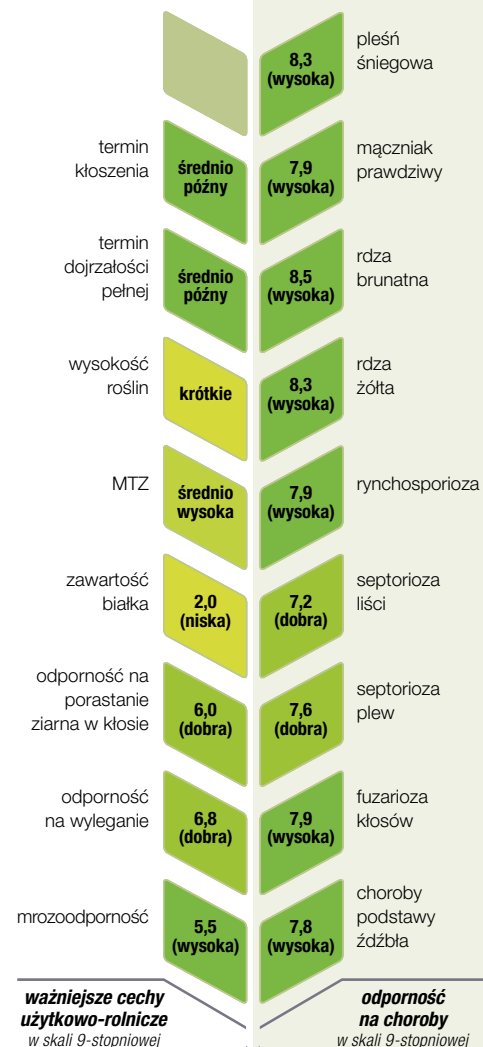 8,3
(wysoka)
pleśń
śniegowa
termin
kłoszenia
średnio
późny
7,9
(wysoka)
mączniak
prawdziwy
termin
dojrzałości
pełnej
średnio
późny
8,5
(wysoka)
rdza
brunatna
wysokość
roślin
krótkie
8,3
(wysoka)
rdza
żółta
MTZ
średnio
wysoka
7,9
(wysoka)
rynchosporioza
zawartość
białka
2,0
(niska)
7,2
(dobra)
septorioza
liści
odporność na
porastanie
ziarna w kłosie
6,0
(dobra)
7,6
(dobra)
septorioza
plew
odporność
na wyleganie
6,8
(dobra)
7,9
(wysoka)
fuzarioza
kłosów
mrozoodporność
5,5
(wysoka)
7,8
(wysoka)
choroby
podstawy
źdźbła
ważniejsze cechy
użytkowo-rolnicze
w skali 9-stopniowej
odporność
na choroby
w skali 9-stopniowej